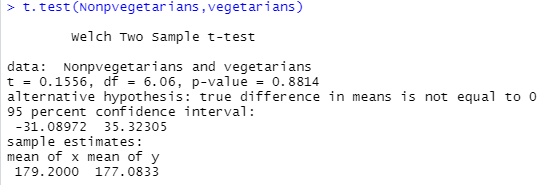 > t.test(Nonpvegetarians,vegetarians)
Welch Two Sample t-test
data:  Nonpvegetarians and vegetarians
t = 0.1556, df = 6.06, p-value = 0.8814
alternative hypothesis: true difference in means is not equal to 0
95 percent confidence interval:
-31.08972  35.32305
sample estimates:
mean of x mean of y
179.2000  177.0833